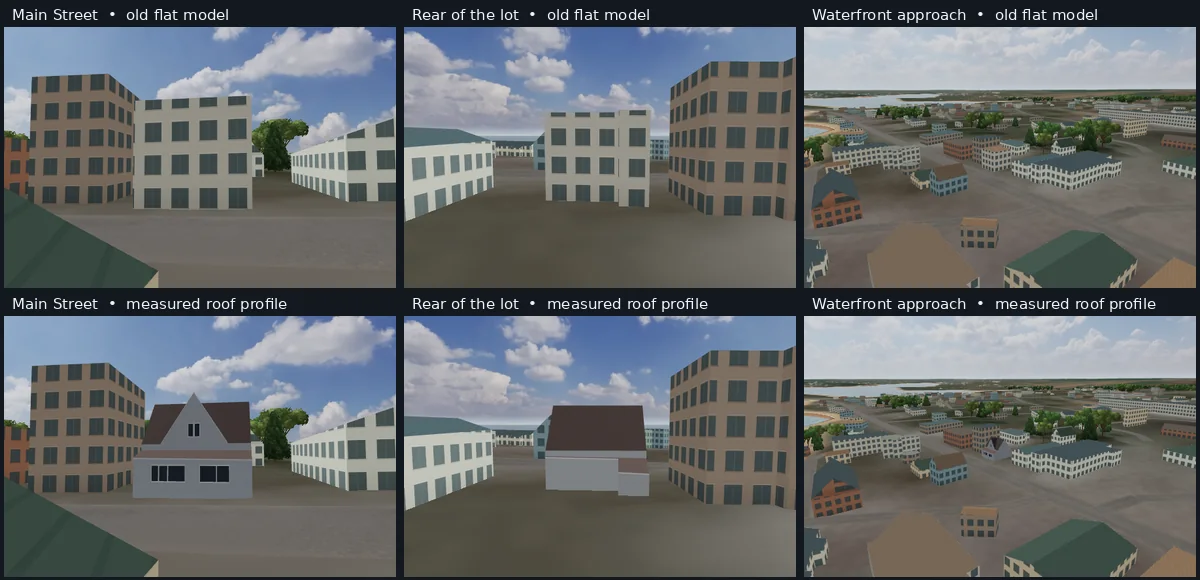 Main Street • old flat model
Rear of the lot • old flat model
Waterfront approach • old flat model
Main Street • measured roof profile
Rear of the lot • measured roof profile
Waterfront approach • measured roof profile